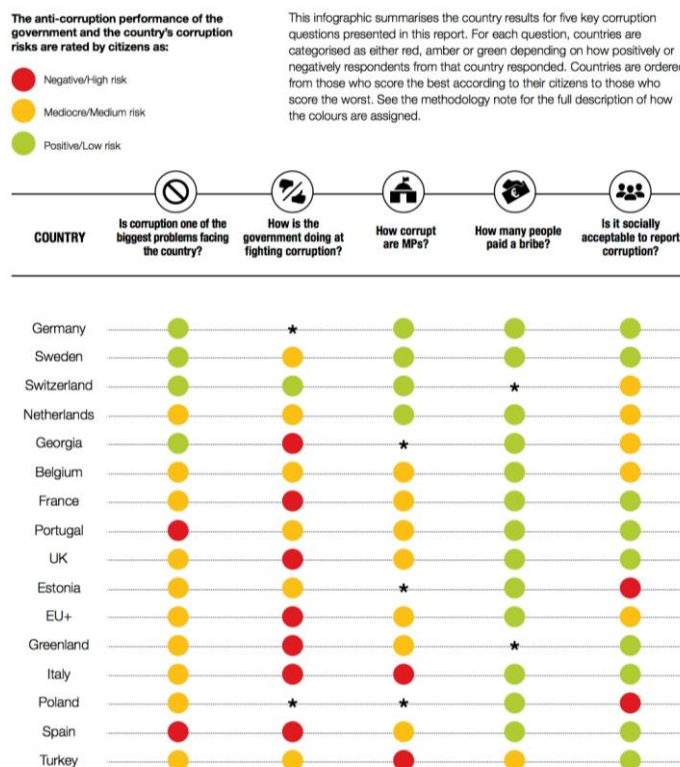 The anti-corruption performance of the
government and the country's corruption
risks are rated by citizens as:
Negative/High risk
Mediocre/Medium risk
Positive/Low risk
This infographic summarises the country results for five key corruption
questions presented in this report. For each question, countries are
categorised as either red, amber or green depending on how positively or
negatively respondents from that country responded. Countries are ordered
from those who score the best according to their citizens to those who
score the worst. See the methodology note for the full description of how
the colours are assigned.
COUNTRY
Is corruption one of the
biggest problems facing
the country?
How is the
government doing at
fighting corruption?
How corrupt
are MPs?
How many people
paid a bribe?
Is it socially
acceptable to report
corruption?
Germany *
Sweden
Switzerland *
Netherlands
Georgia *
Belgium
France
Portugal
UK
Estonia *
EU+
Greenland *
Italy
Poland * *
Spain
Turkey